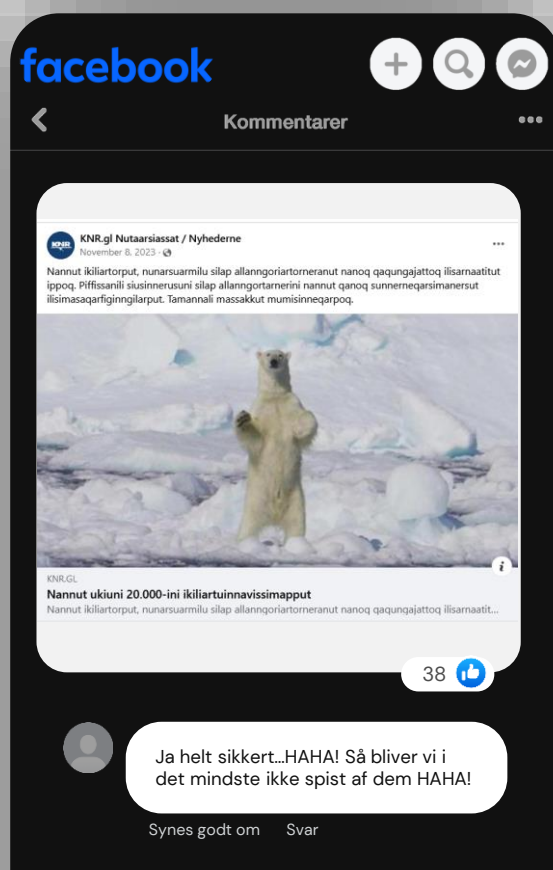 facebook
Kommentarer
KNR
KNR.gl Nutaarsiassat / Nyhederne
November 8, 2023 ·
Nannut ikiliartorput, nunarsuarmilu silap allanngoriartorneranut nanoq qaqungajattoq ilisarnaatitut
ippoq. Piffissanili siusinnerusuni silap allanngortarnerini nannut qanoq sunnerneqarsimanersut
ilisimasaqarfiginngilarput. Tamannali massakkut mumisinneqarpoq.
KNR.GL
Nannut ukiuni 20.000-ini ikiliartuinnavissimapput
Nannut ikiliartorput, nunarsuarmilu silap allanngoriartorneranut nanoq qaqungajattoq ilisarnaatit...
38
Ja helt sikkert...HAHA! Så bliver vi i
det mindste ikke spist af dem HAHA!
Synes godt om Svar